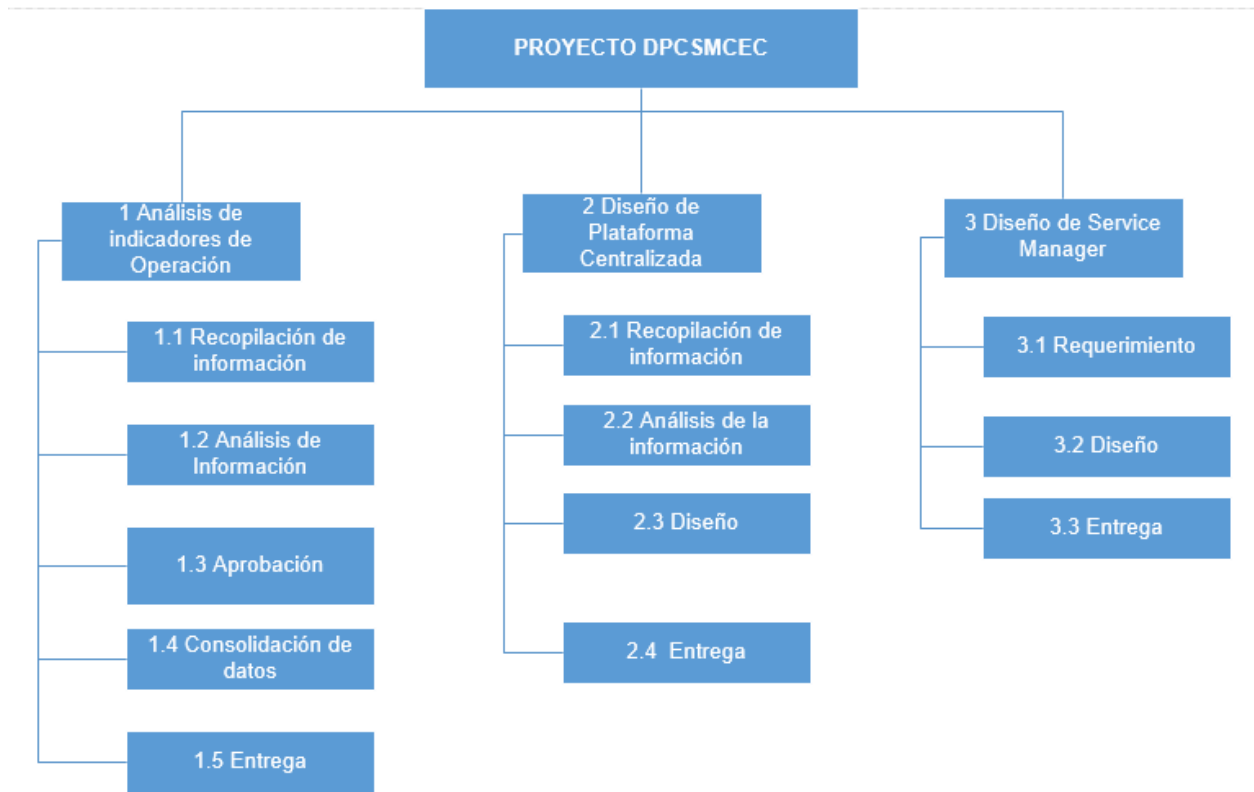 PROYECTO DPCSMCEC
1 Análisis de
indicadores de
Operación
1.1 Recopilación de
información
1.2 Análisis de
Información
1.3 Aprobación
1.4 Consolidación de
datos
1.5 Entrega
2 Diseño de
Plataforma
Centralizada
2.1 Recopilación de
información
2.2 Análisis de la
información
2.3 Diseño
2.4 Entrega
3 Diseño de Service
Manager
3.1 Requerimiento
3.2 Diseño
3.3 Entrega